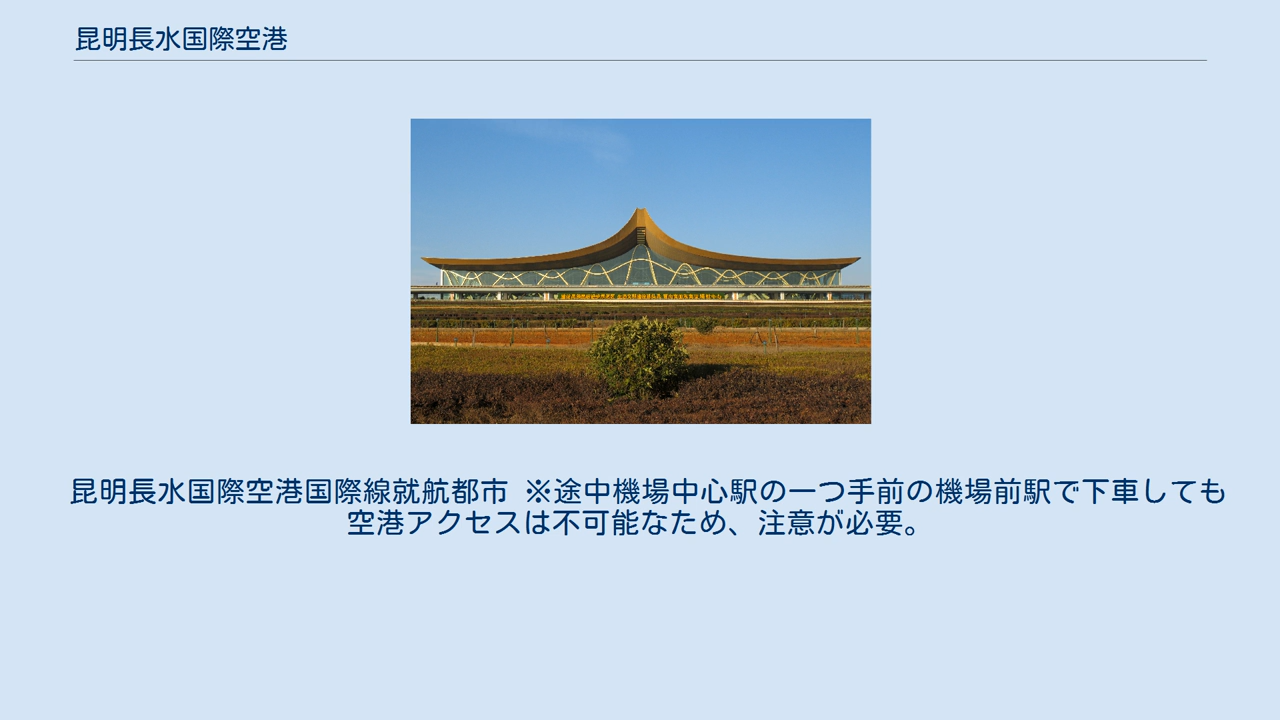 昆明長水国際空港
昆明長水国際空港国際線就航都市 ※途中機場中心駅の一つ手前の機場前駅で下車しても
空港アクセスは不可能なため、注意が必要。